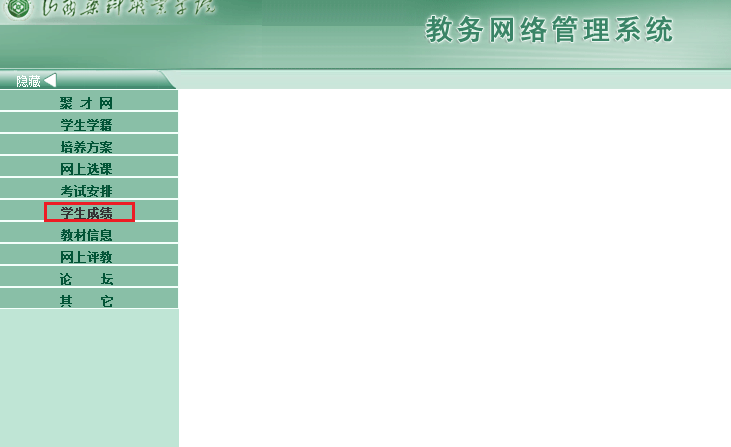 教务网络管理系统
隐藏
聚 才 网
学生学籍
培养方案
网上选课
考试安排
学生成绩
教材信息
网上评教
论 坛
其 它